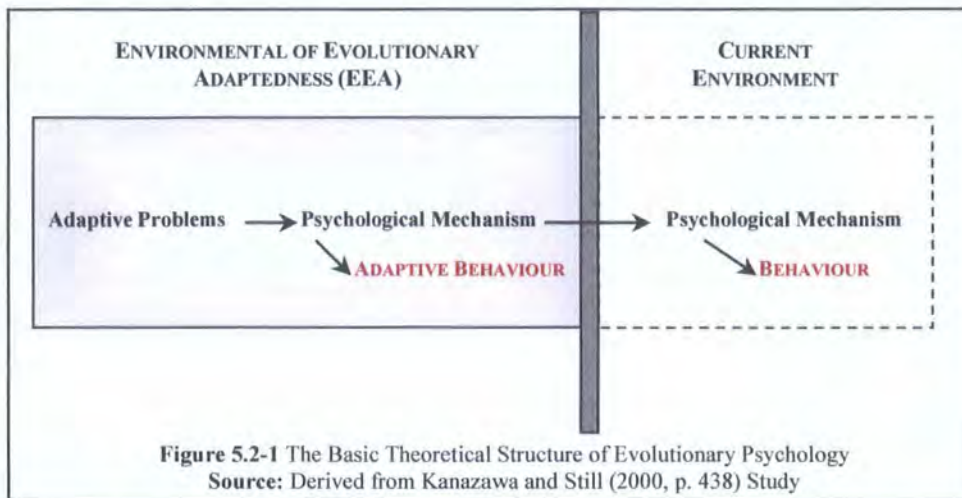 ENVIRONMENTAL OF EVOLUTIONARY
ADAPTEDNESS (EEA)
CURRENT
ENVIRONMENT
Adaptive Problems
Psychological Mechanism
Psychological Mechanism
ADAPTIVE BEHAVIOUR
BEHAVIOUR
Figure 5.2-1 The Basic Theoretical Structure of Evolutionary Psychology
Source: Derived from Kanazawa and Still (2000, p. 438) Study